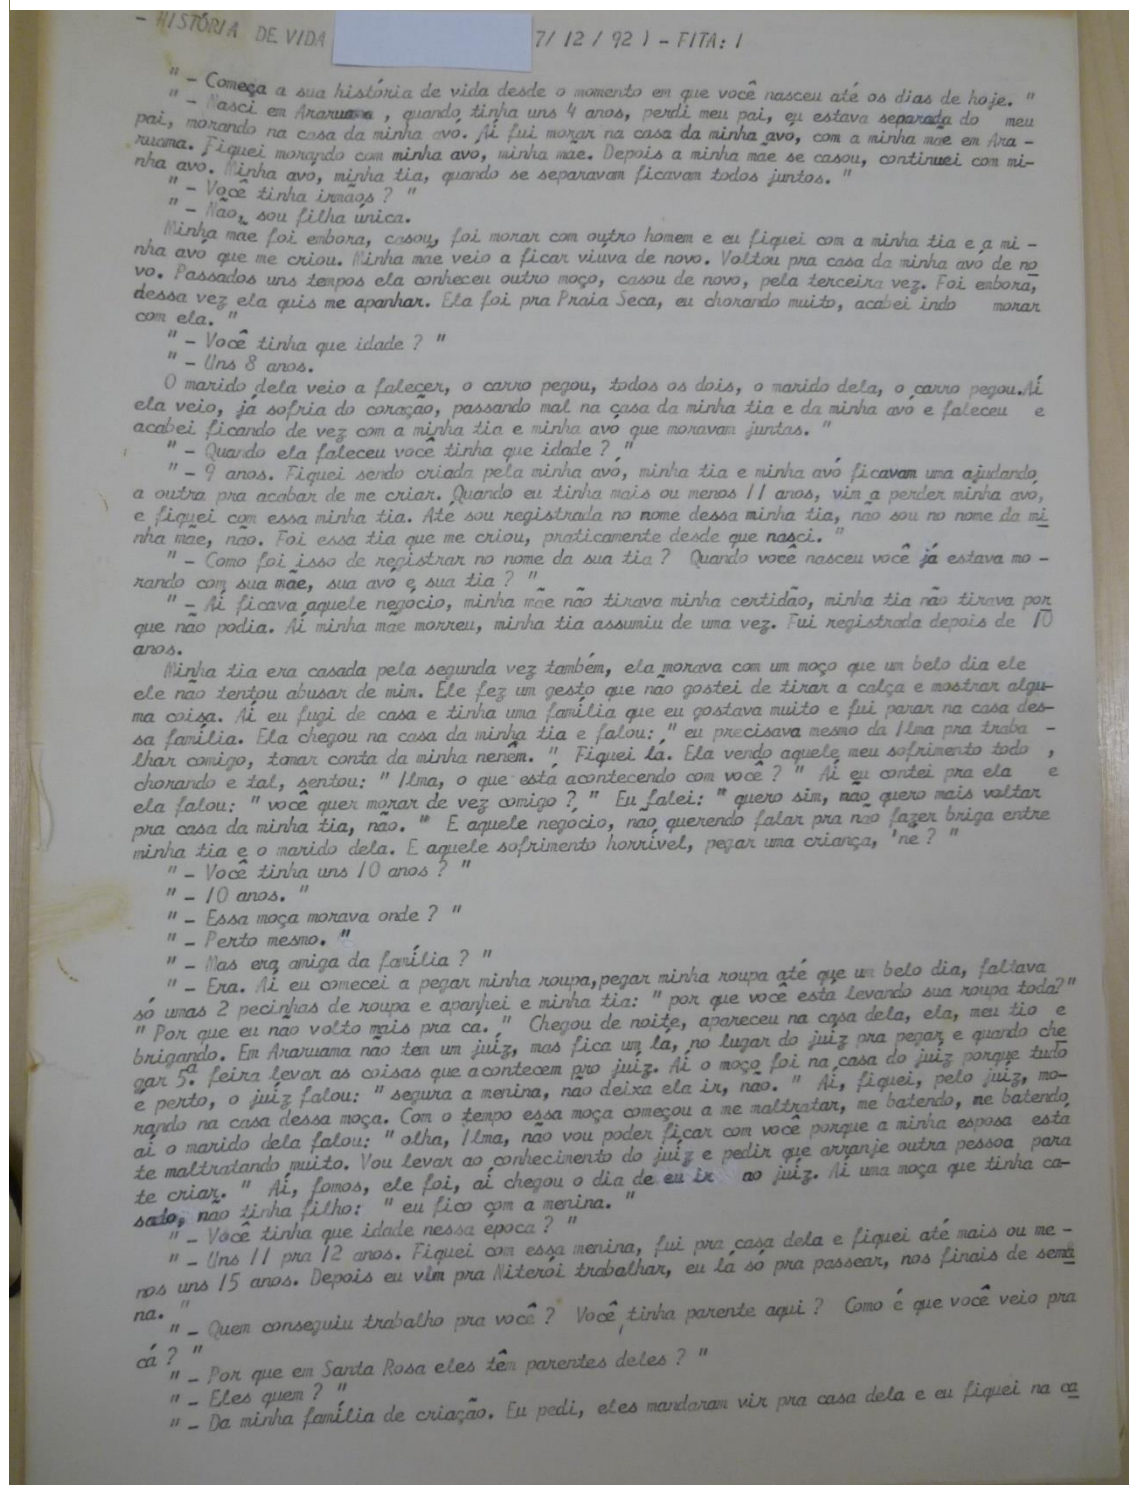 - HISTÓRIA DE VIDA 7/ 12 / 92 ) - FITA: 1
" - Começa a sua história de vida desde o momento em que você nasceu até os dias de hoje. "
" - Nasci em Araruama , quando tinha uns 4 anos, perdi meu pai, eu estava separada do meu
pai, morando na casa da minha avó. Aí fui morar na casa da minha avó, com a minha mãe em Ara -
ruama. Fiquei morando com minha avó, minha mãe. Depois a minha mãe se casou, continuei com mi-
nha avó. Minha avó, minha tia, quando se separavam ficavam todos juntos. "
" - Você tinha irmãos ? "
" - Não, sou filha única.
Minha mãe foi embora, casou, foi morar com outro homem e eu fiquei com a minha tia e a mi -
nha avó que me criou. Minha mãe veio a ficar viúva de novo. Voltou pra casa da minha avó de no
vo. Passados uns tempos ela conheceu outro moço, casou de novo, pela terceira vez. Foi embora,
dessa vez ela quis me apanhar. Ela foi pra Praia Seca, eu chorando muito, acabei indo morar
com ela. "
" - Você tinha que idade ? "
" - Uns 8 anos.
O marido dela veio a falecer, o carro pegou, todos os dois, o marido dela, o carro pegou.Aí
ela veio, já sofria do coração, passando mal na casa da minha tia e da minha avó e faleceu e
acabei ficando de vez com a minha tia e minha avó que moravam juntas. "
" - Quando ela faleceu você tinha que idade ? "
" - 9 anos. Fiquei sendo criada pela minha avó, minha tia e minha avó ficavam uma ajudando
a outra pra acabar de me criar. Quando eu tinha mais ou menos 11 anos, vim a perder minha avó,
e fiquei com essa minha tia. Até sou registrada no nome dessa minha tia, não sou no nome da mi
nha mãe, não. Foi essa tia que me criou, praticamente desde que nasci. "
" - Como foi isso de registrar no nome da sua tia ? Quando você nasceu você já estava mo -
rando com sua mãe, sua avó e sua tia ? "
" - Aí ficava aquele negócio, minha mãe não tirava minha certidão, minha tia não tirava por
que não podia. Aí minha mãe morreu, minha tia assumiu de uma vez. Fui registrada depois de 10
anos.
Minha tia era casada pela segunda vez também, ela morava com um moço que um belo dia ele
ele não tentou abusar de mim. Ele fez um gesto que não gostei de tirar a calça e mostrar algu-
ma coisa. Aí eu fugi de casa e tinha uma família que eu gostava muito e fui parar na casa des-
sa família. Ela chegou na casa da minha tia e falou: " eu precisava mesmo da Ilma pra traba -
lhar comigo, tomar conta da minha neném. " Fiquei lá. Ela vendo aquele meu sofrimento todo ,
chorando e tal, sentou: " Ilma, o que está acontecendo com você ? " Aí eu contei pra ela e
ela falou: " você quer morar de vez comigo ? " Eu falei: " quero sim, não quero mais voltar
pra casa da minha tia, não. " E aquele negócio, não querendo falar pra não fazer briga entre
minha tia e o marido dela. E aquele sofrimento horrível, pegar uma criança, 'né ? "
" - Você tinha uns 10 anos ? "
" - 10 anos. "
" - Essa moça morava onde ? "
" - Perto mesmo. "
" - Mas era amiga da família ? "
" - Era. Aí eu comecei a pegar minha roupa,pegar minha roupa até que um belo dia, faltava
só umas 2 pecinhas de roupa e apanhei e minha tia: " por que você está levando sua roupa toda?"
" Por que eu não volto mais pra cá. " Chegou de noite, apareceu na casa dela, ela, meu tio e
brigando. Em Araruama não tem um juíz, mas fica um lá, no lugar do juíz pra pegar e quando che
gar 5ª. feira levar as coisas que acontecem pro juíz. Aí o moço foi na casa do juíz porque tudo
é perto, o juíz falou: " segura a menina, não deixa ela ir, não. " Aí, fiquei, pelo juíz, mo-
rando na casa dessa moça. Com o tempo essa moça começou a me maltratar, me batendo, me batendo,
aí o marido dela falou: " olha, Ilma, não vou poder ficar com você porque a minha esposa está
te maltratando muito. Vou levar ao conhecimento do juíz e pedir que arranje outra pessoa para
te criar. " Aí, fomos, ele foi, aí chegou o dia de eu ir ao juíz. Aí uma moça que tinha ca-
sado, não tinha filho: " eu fico com a menina. "
" - Você tinha que idade nessa época ? "
" - Uns 11 pra 12 anos. Fiquei com essa menina, fui pra casa dela e fiquei até mais ou me -
nos uns 15 anos. Depois eu vim pra Niterói trabalhar, eu ía só pra passear, nos finais de sema
na. "
" - Quem conseguiu trabalho pra você ? Você tinha parente aqui ? Como é que você veio pra
cá ? "
" - Por que em Santa Rosa eles têm parentes deles ? "
" - Eles quem ? "
" - Da minha família de criação. Eu pedi, eles mandaram vir pra casa dela e eu fiquei na ca